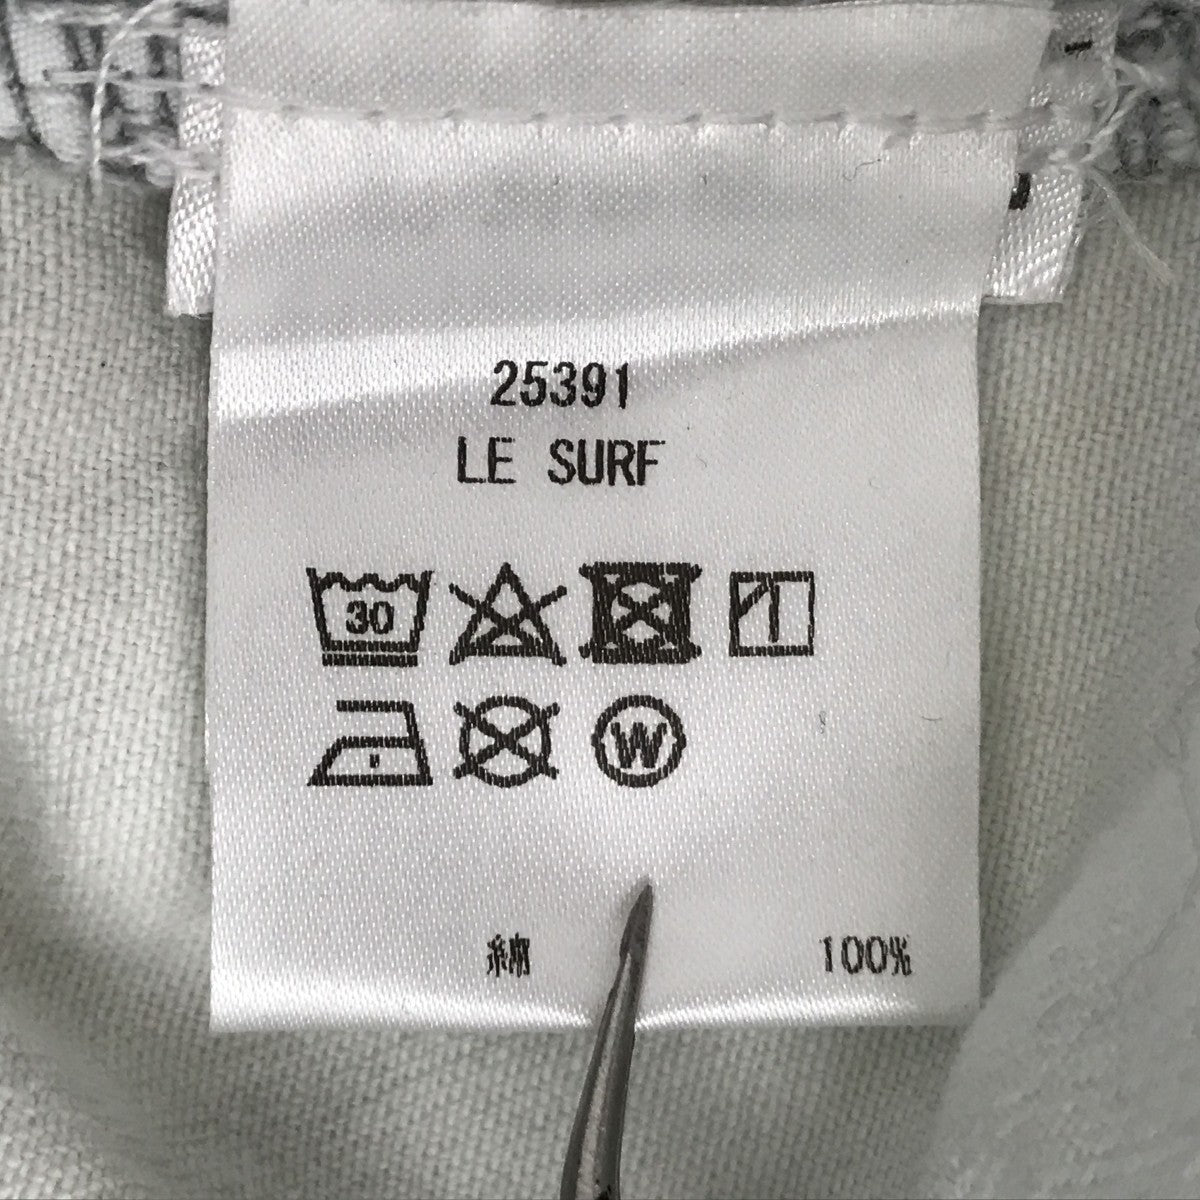 25391
LE SURF
30
W
綿 100%